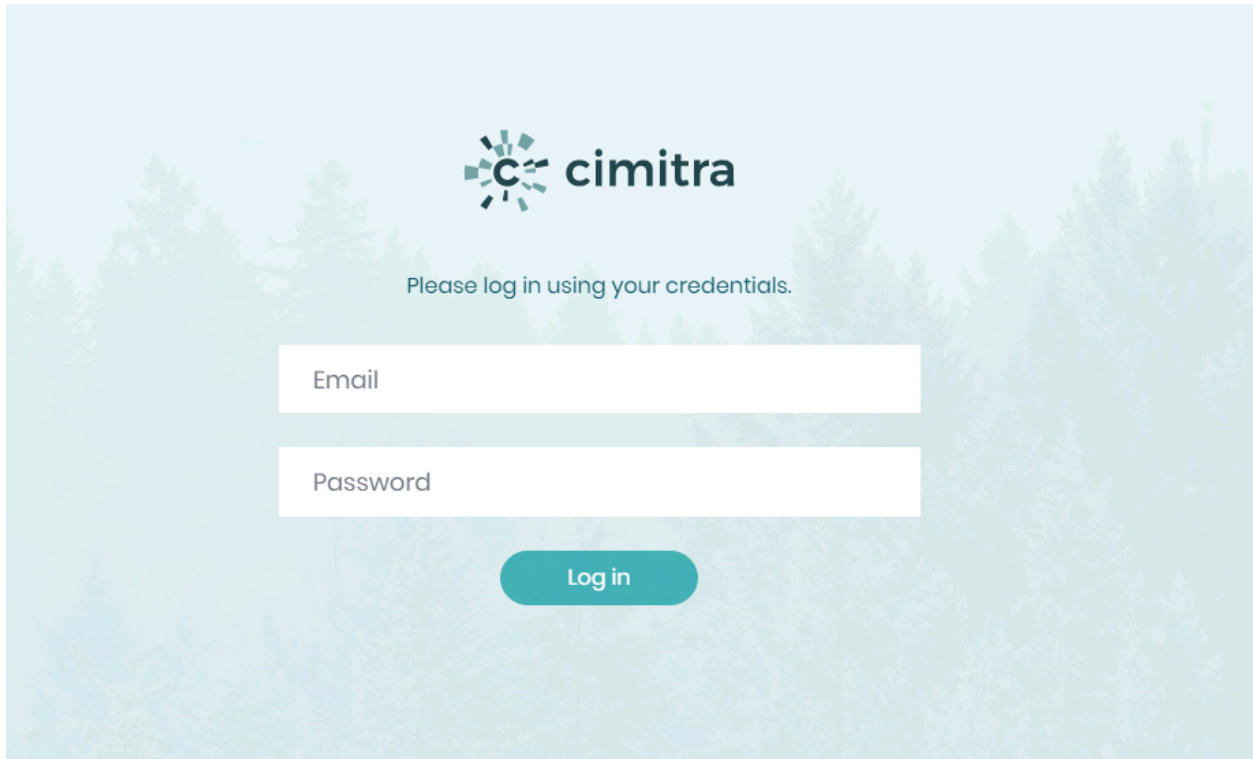 c cimitra
Please log in using your credentials.
Email
Password
Log in